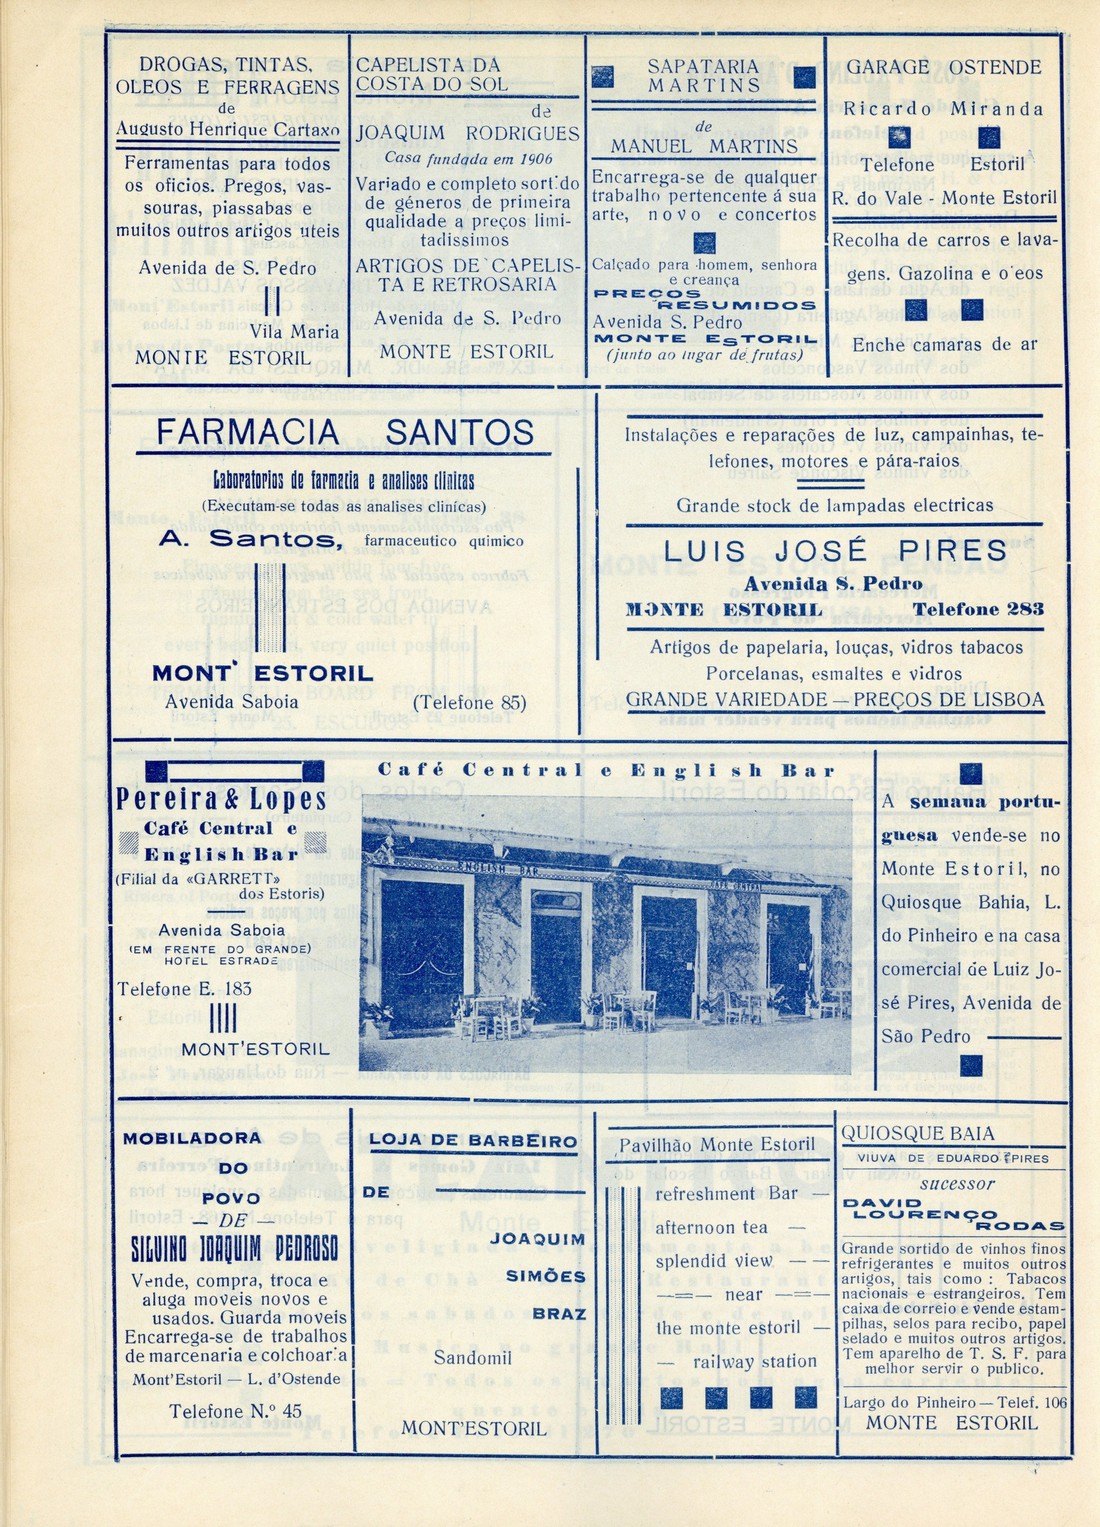 DROGAS, TINTAS,
OLEOS E FERRAGENS
de
Augusto Henrique Cartaxo
Ferramentas para todos
os oficios. Pregos, vas-
souras, piassabas e
muitos outros artigos uteis
Avenida de S. Pedro
Vila Maria
MONTE ESTORIL
CAPELISTA DA
COSTA DO SOL
de
JOAQUIM RODRIGUES
Casa fundada em 1906
Variado e completo sortido
de géneros de primeira
qualidade a preços limi-
tadissimos
ARTIGOS DE CAPELIS-
TA E RETROSARIA
Avenida de S. Pedro
MONTE ESTORIL
SAPATARIA
MARTINS
de
MANUEL MARTINS
Encarrega-se de qualquer
trabalho pertencente á sua
arte, novo e concertos
Calçado para homem, senhora
e creança
PREÇOS
RESUMIDOS
Avenida S. Pedro
MONTE ESTORIL
(junto ao lugar de frutas)
GARAGE OSTENDE
Ricardo Miranda
Telefone Estoril
R. do Vale - Monte Estoril
Recolha de carros e lava-
gens. Gazolina e oleos
Enche camaras de ar
FARMACIA SANTOS
Laboratorios de farmacia e analises clinicas
(Executam-se todas as analises clinícas)
A. Santos, farmaceutico quimico
MONT' ESTORIL
Avenida Saboia (Telefone 85)
Instalações e reparações de luz, campainhas, te-
lefones, motores e pára-raios
Grande stock de lampadas electricas
LUIS JOSÉ PIRES
Avenida S. Pedro
MONTE ESTORIL Telefone 283
Artigos de papelaria, louças, vidros tabacos
Porcelanas, esmaltes e vidros
GRANDE VARIEDADE — PREÇOS DE LISBOA
Pereira & Lopes
Café Central e
English Bar
(Filial da «GARRETT»
dos Estoris)
Avenida Saboia
(EM FRENTE DO GRANDE)
HOTEL ESTRADE
Telefone E. 183
MONT'ESTORIL
Café Central e English Bar
ENGLISH BAR
CAFÉ CENTRAL
A semana portu-
guesa vende-se no
Monte Estoril, no
Quiosque Bahia, L.
do Pinheiro e na casa
comercial de Luiz Jo-
sé Pires, Avenida de
São Pedro
MOBILADORA
DO
POVO
— DE —
SILVINO JOAQUIM PEDROSO
Vende, compra, troca e
aluga moveis novos e
usados. Guarda moveis
Encarrega-se de trabalhos
de marcenaria e colchoaria
Mont'Estoril — L. d'Ostende
Telefone N.º 45
LOJA DE BARBEIRO
DE
JOAQUIM
SIMÕES
BRAZ
Sandomil
MONT'ESTORIL
Pavilhão Monte Estoril
refreshment Bar —
afternoon tea —
splendid view — —
—=— near —=—
the monte estoril —
— railway station
QUIOSQUE BAIA
VIUVA DE EDUARDO PIRES
sucessor
DAVID
LOURENÇO
RODAS
Grande sortido de vinhos finos
refrigerantes e muitos outros
artigos, tais como : Tabacos
nacionais e estrangeiros. Tem
caixa de correio e vende estam-
pilhas, selos para recibo, papel
selado e muitos outros artigos.
Tem aparelho de T. S. F. para
melhor servir o publico.
Largo do Pinheiro — Telef. 106
MONTE ESTORIL